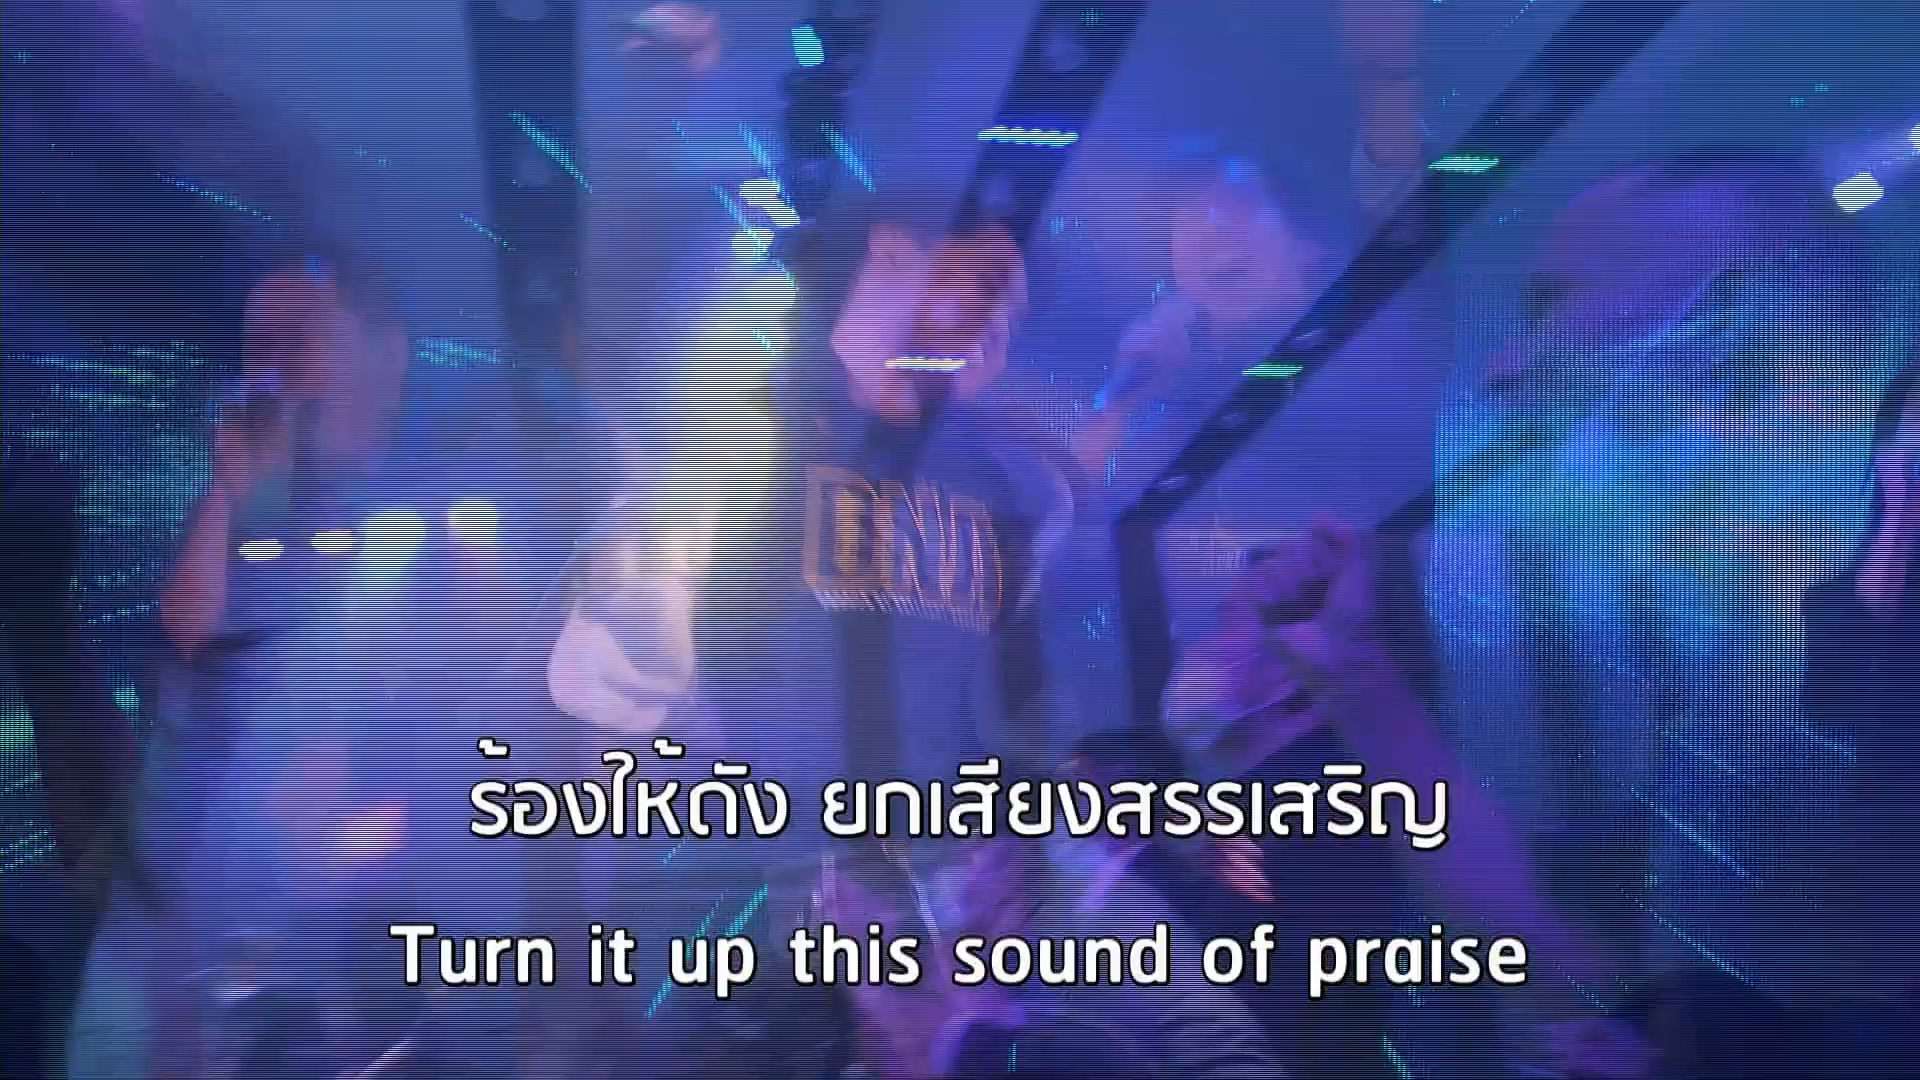 ร้องให้ดัง ยกเสียงสรรเสริญ
Turn it up this sound of praise